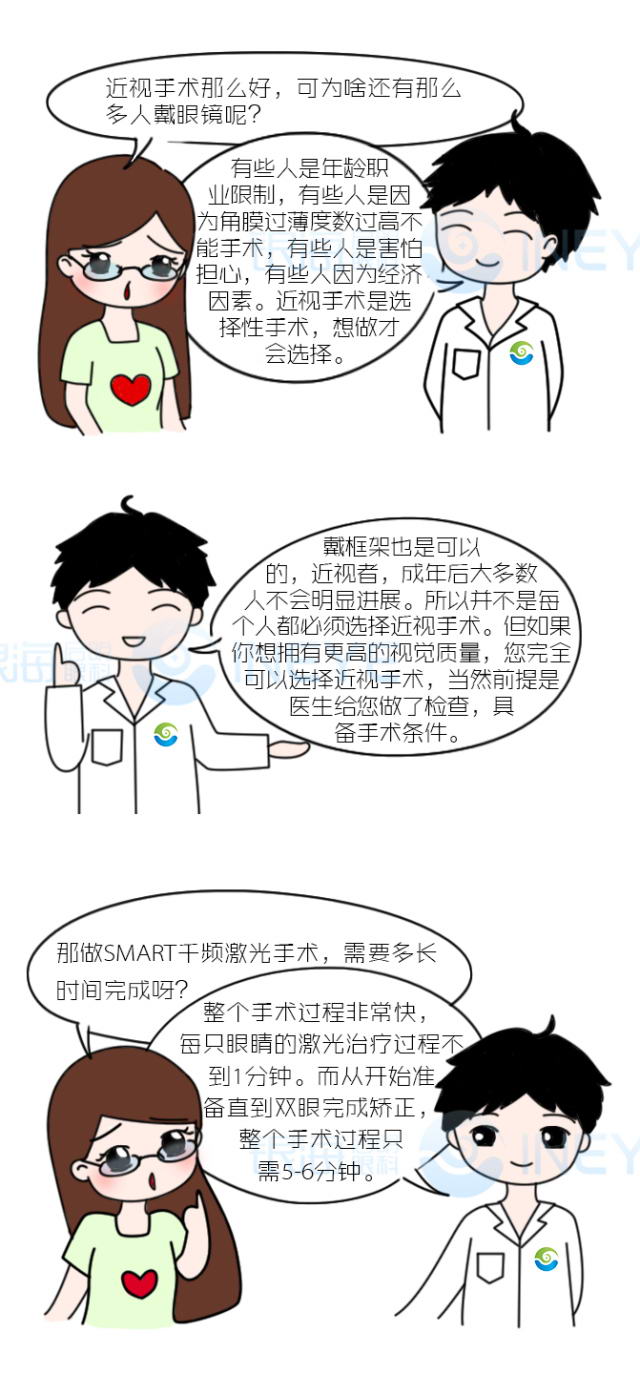 近视手术那么好，可为啥还有那么
多人戴眼镜呢？
有些人是年龄职
业限制，有些人是因
为角膜过薄度数过高不
能手术，有些人是害怕
担心，有些人因为经济
因素。近视手术是选
择性手术，想做才
会选择。
INEY
戴框架也是可以
的，近视者，成年后大多数
人不会明显进展。所以并不是每
个人都必须选择近视手术。但如果
你想拥有更高的视觉质量，您完全
可以选择近视手术，当然前提是
医生给您做了检查，具
备手术条件。
那做SMART千频激光手术，需要多长
时间完成呀？
整个手术过程非常快，
每只眼睛的激光治疗过程不
到1分钟。而从开始准
备直到双眼完成矫正，
整个手术过程只
需5-6分钟。
INEY